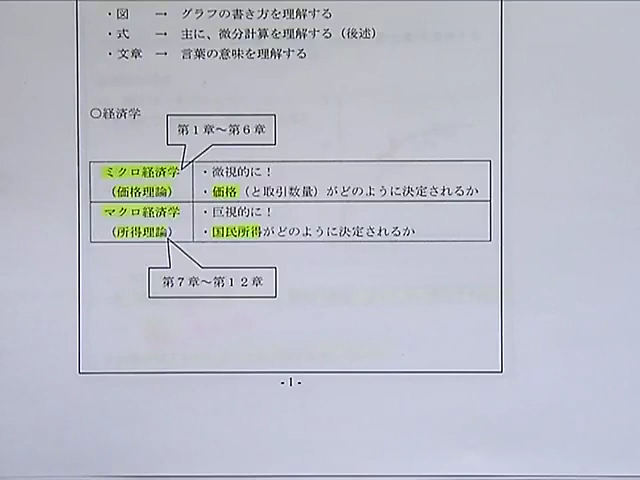 ・図　→　グラフの書き方を理解する
・式　→　主に、微分計算を理解する（後述）
・文章　→　言葉の意味を理解する
○経済学
第１章～第６章
ミクロ経済学
（価格理論）
・微視的に！
・価格（と取引数量）がどのように決定されるか
マクロ経済学
（所得理論）
・巨視的に！
・国民所得がどのように決定されるか
第７章～第１２章
- 1 -